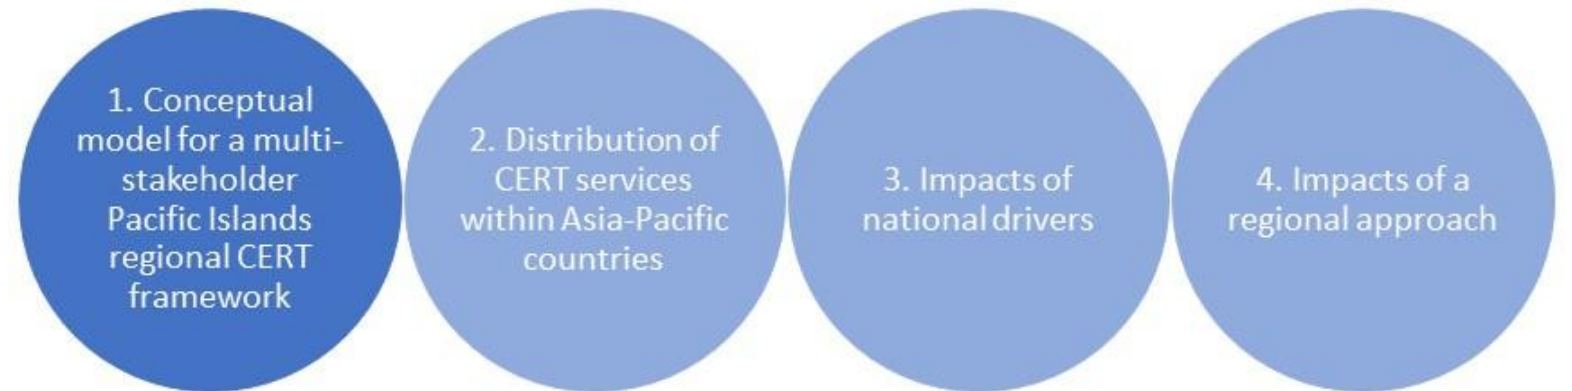 1. Conceptual
model for a multi-
stakeholder
Pacific Islands
regional CERT
framework
2. Distribution of
CERT services
within Asia-Pacific
countries
3. Impacts of
national drivers
4. Impacts of a
regional approach